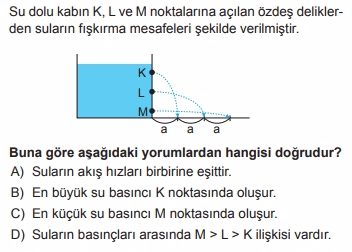 Su dolu kabın K, L ve M noktalarına açılan özdeş delikler-
den suların fışkırma mesafeleri şekilde verilmiştir.
K
L
M
a a a
Buna göre aşağıdaki yorumlardan hangisi doğrudur?
A) Suların akış hızları birbirine eşittir.
B) En büyük su basıncı K noktasında oluşur.
C) En küçük su basıncı M noktasında oluşur.
D) Suların basınçları arasında M > L > K ilişkisi vardır.